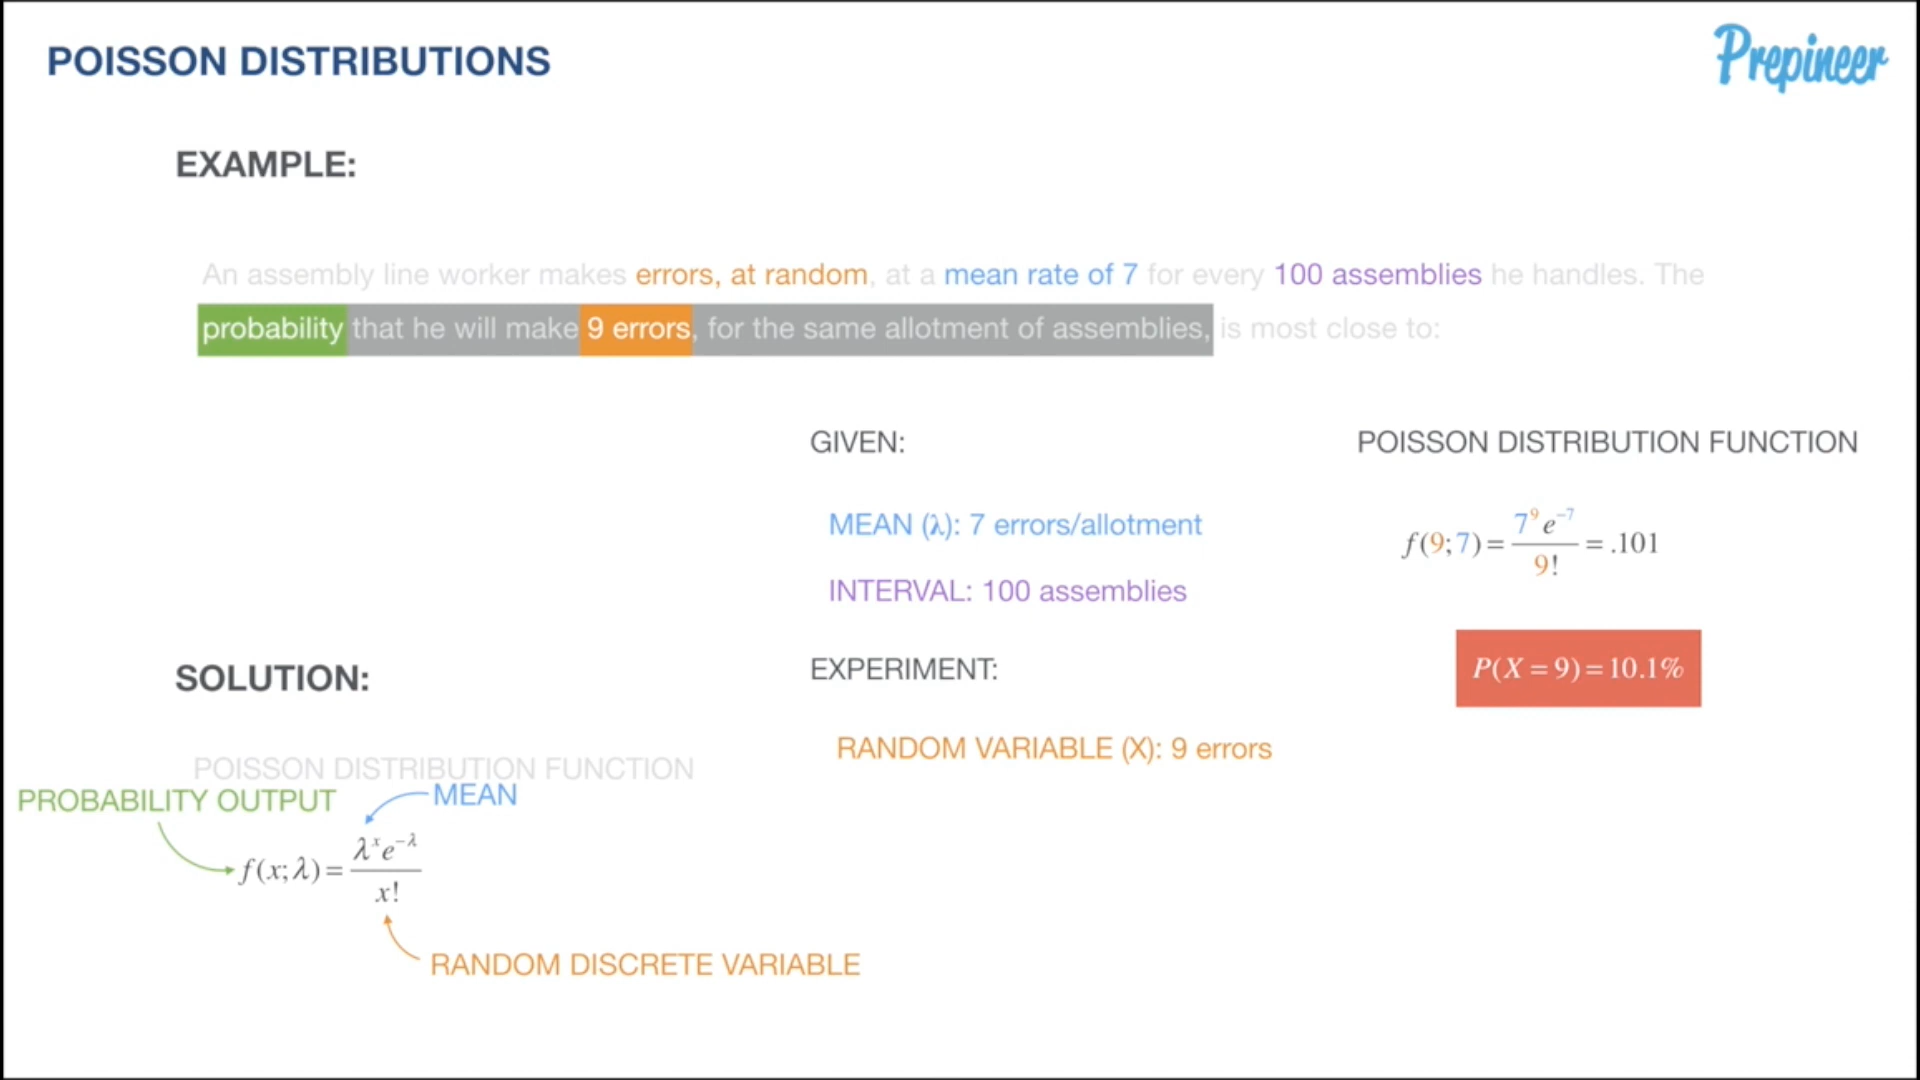 POISSON DISTRIBUTIONS
Prepineer
EXAMPLE:
An assembly line worker makes errors, at random, at a mean rate of 7 for every 100 assemblies he handles. The
probability that he will make 9 errors, for the same allotment of assemblies, is most close to:
GIVEN:
MEAN (λ): 7 errors/allotment
INTERVAL: 100 assemblies
EXPERIMENT:
RANDOM VARIABLE (X): 9 errors
POISSON DISTRIBUTION FUNCTION
f(9;7) = 7⁹e⁻⁷ / 9! = .101
P(X = 9) = 10.1%
SOLUTION:
POISSON DISTRIBUTION FUNCTION
PROBABILITY OUTPUT
MEAN
f(x;λ) = λˣe^−λ / x!
RANDOM DISCRETE VARIABLE